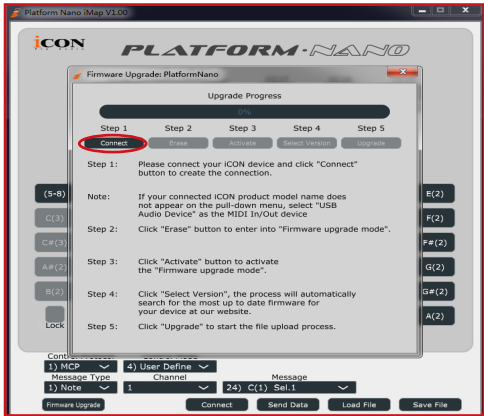 Platform Nano iMap V1.00
iCON
PLATFORM·NANO
Firmware Upgrade: PlatformNano
Upgrade Progress
0%
Step 1 Step 2 Step 3 Step 4 Step 5
Connect Erase Activate Select Version Upgrade
Step 1: Please connect your iCON device and click "Connect"
button to create the connection.
Note: If your connected iCON product model name does
not appear on the pull-down menu, select "USB
Audio Device" as the MIDI In/Out device
Step 2: Click "Erase" button to enter into "Firmware upgrade mode".
Step 3: Click "Activate" button to activate
the "Firmware upgrade mode".
Step 4: Click "Select Version", the process will automatically
search for the most up to date firmware for
your device at our website.
Step 5: Click "Upgrade" to start the file upload process.
(5-8) E(2)
C(3) F(2)
C#(3) F#(2)
A#(2) G(2)
B(2) G#(2)
Lock A(2)
1) MCP 4) User Define
Message Type Channel Message
1) Note 1 24) C(1) Sel.1
Firmware Upgrade Connect Send Data Load File Save File